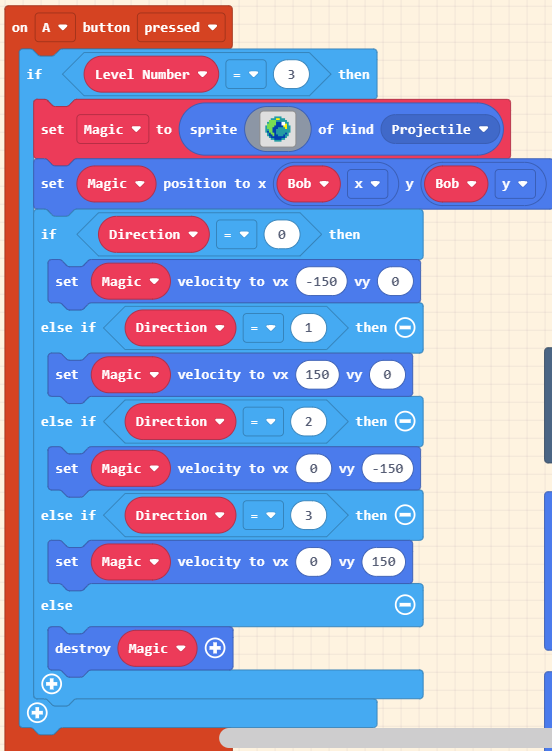 on A button pressed
if Level Number = 3 then
set Magic to sprite of kind Projectile
set Magic position to x Bob x y Bob y
if Direction = 0 then
set Magic velocity to vx -150 vy 0
else if Direction = 1 then
set Magic velocity to vx 150 vy 0
else if Direction = 2 then
set Magic velocity to vx 0 vy -150
else if Direction = 3 then
set Magic velocity to vx 0 vy 150
else
destroy Magic